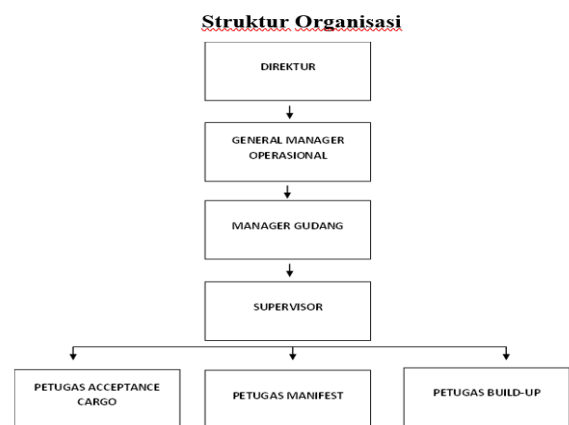 Struktur Organisasi
DIREKTUR
GENERAL MANAGER
OPERASIONAL
MANAGER GUDANG
SUPERVISOR
PETUGAS ACCEPTANCE
CARGO
PETUGAS MANIFEST
PETUGAS BUILD-UP